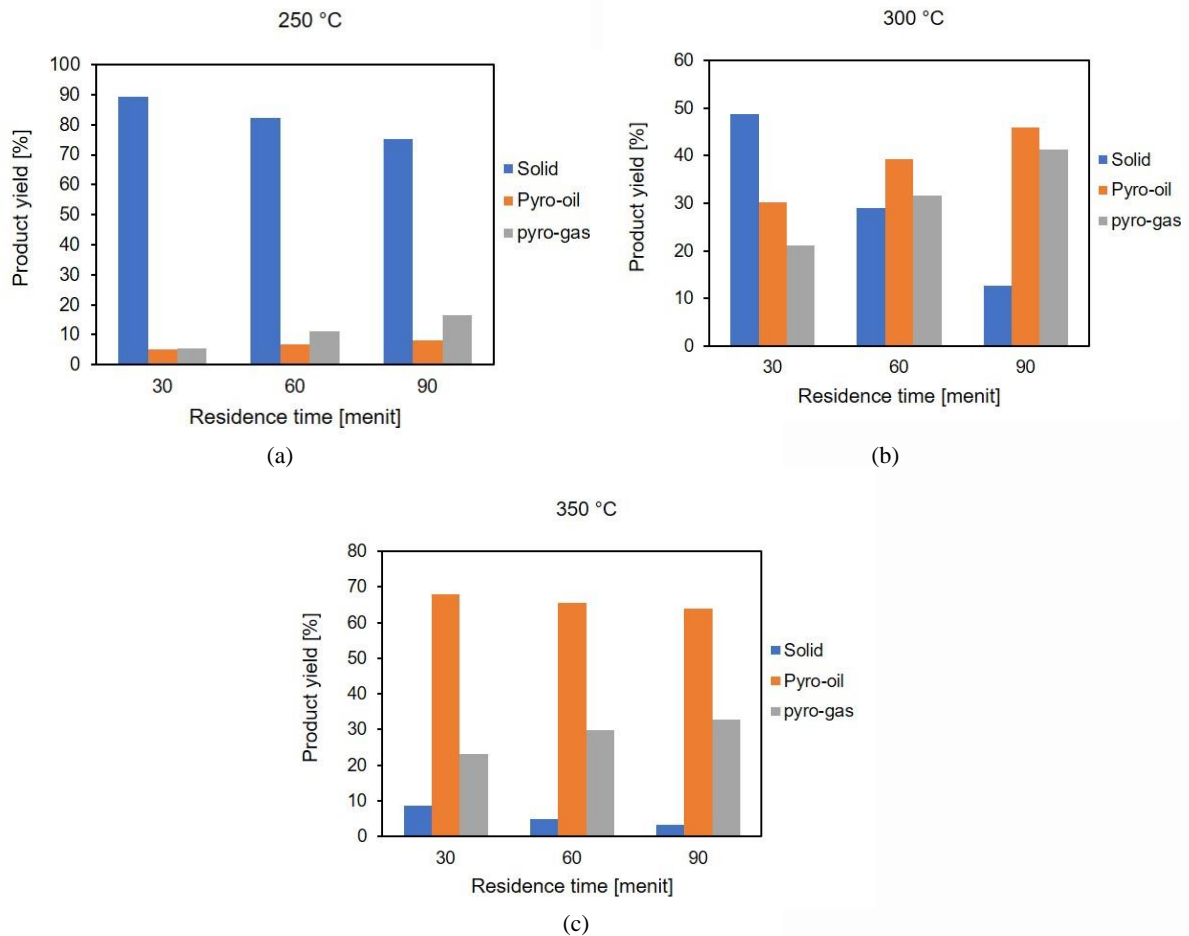 250 °C
Product yield [%]
100
90
80
70
60
50
40
30
20
10
0
30 60 90
Residence time [menit]
Solid
Pyro-oil
pyro-gas
(a)
300 °C
Product yield [%]
60
50
40
30
20
10
0
30 60 90
Residence time [menit]
Solid
Pyro-oil
pyro-gas
(b)
350 °C
Product yield [%]
80
70
60
50
40
30
20
10
0
30 60 90
Residence time [menit]
Solid
Pyro-oil
pyro-gas
(c)